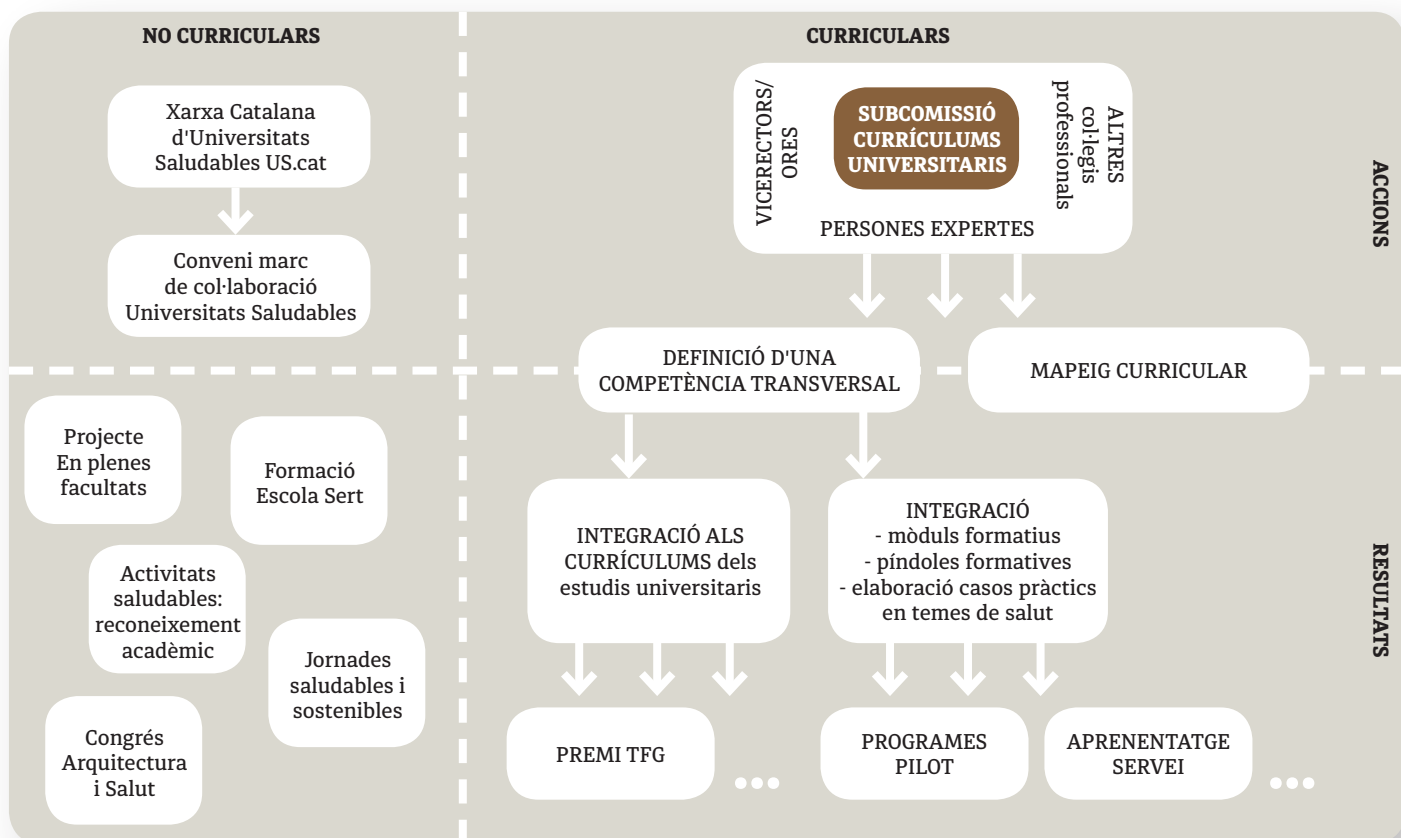 NO CURRICULARS
Xarxa Catalana
d'Universitats
Saludables US.cat
Conveni marc
de col·laboració
Universitats Saludables
CURRICULARS
VICERECTORS/
ORES
SUBCOMISSIÓ
CURRÍCULUMS
UNIVERSITARIS
ALTRES
col·legis
professionals
PERSONES EXPERTES
ACCIONS
DEFINICIÓ D'UNA
COMPETÈNCIA TRANSVERSAL
MAPEIG CURRICULAR
Projecte
En plenes
facultats
Formació
Escola Sert
Activitats
saludables:
reconeixement
acadèmic
Jornades
saludables i
sostenibles
Congrés
Arquitectura
i Salut
INTEGRACIÓ ALS
CURRÍCULUMS dels
estudis universitaris
INTEGRACIÓ
- mòduls formatius
- píndoles formatives
- elaboració casos pràctics
en temes de salut
RESULTATS
PREMI TFG
PROGRAMES
PILOT
APRENENTATGE
SERVEI